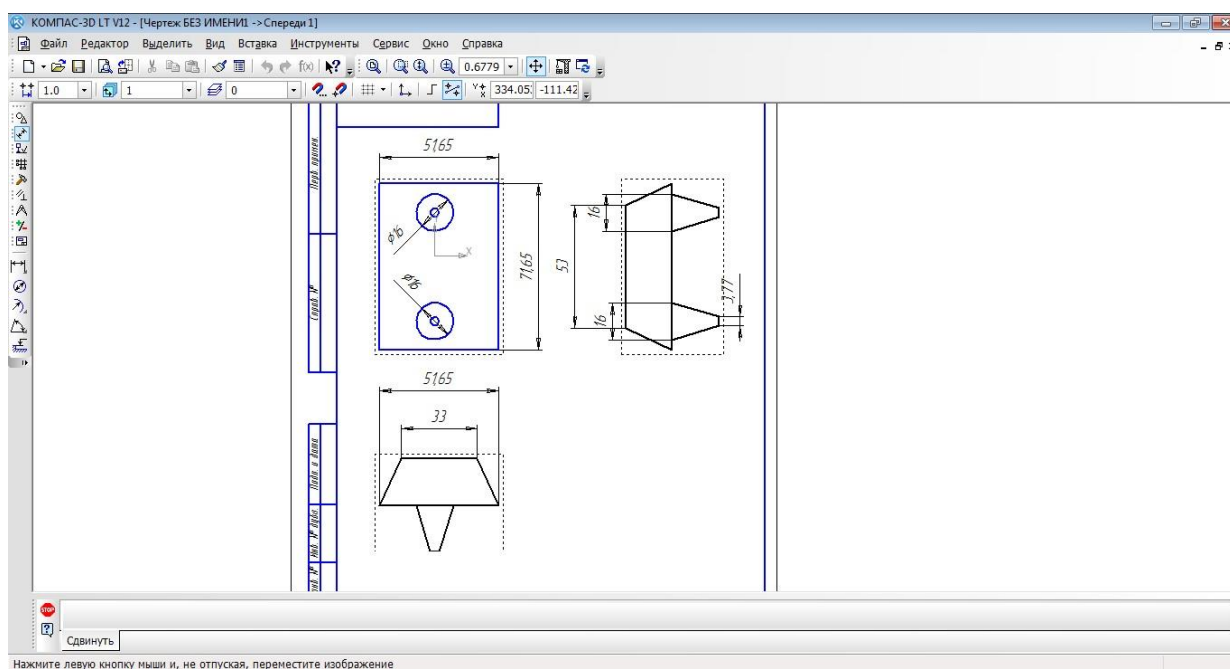 КОМПАС-3D LT V12 - [Чертеж БЕЗ ИМЕНИ1 ->Спереди 1]
Файл Редактор Выделить Вид Вставка Инструменты Сервис Окно Справка
f(x) 0.6779
1.0 1 0 334.05 -111.42
Перв. примен.
Справ. №
Подп. и дата
Инв. № дубл.
51,65
16
⌀16
X
71,65
53
⌀16
16
3,77
51,65
33
STOP
Сдвинуть
Нажмите левую кнопку мыши и, не отпуская, переместите изображение